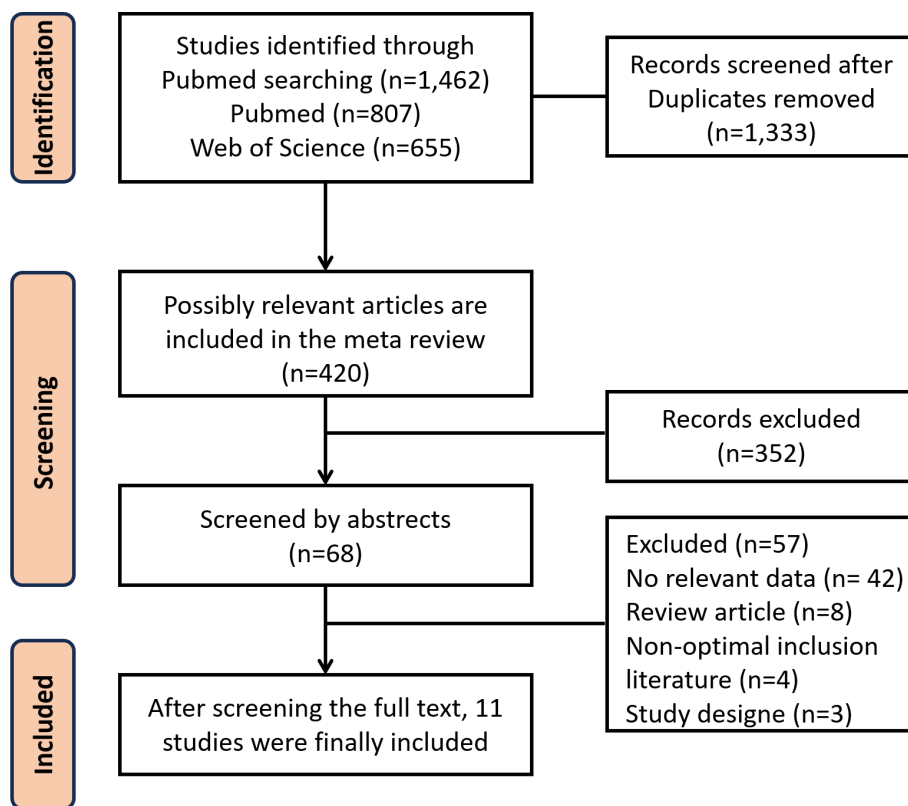 Identification
Studies identified through
Pubmed searching (n=1,462)
Pubmed (n=807)
Web of Science (n=655)
Records screened after
Duplicates removed
(n=1,333)
Screening
Possibly relevant articles are
included in the meta review
(n=420)
Records excluded
(n=352)
Screened by abstrects
(n=68)
Excluded (n=57)
No relevant data (n= 42)
Review article (n=8)
Non-optimal inclusion
literature (n=4)
Study designe (n=3)
Included
After screening the full text, 11
studies were finally included